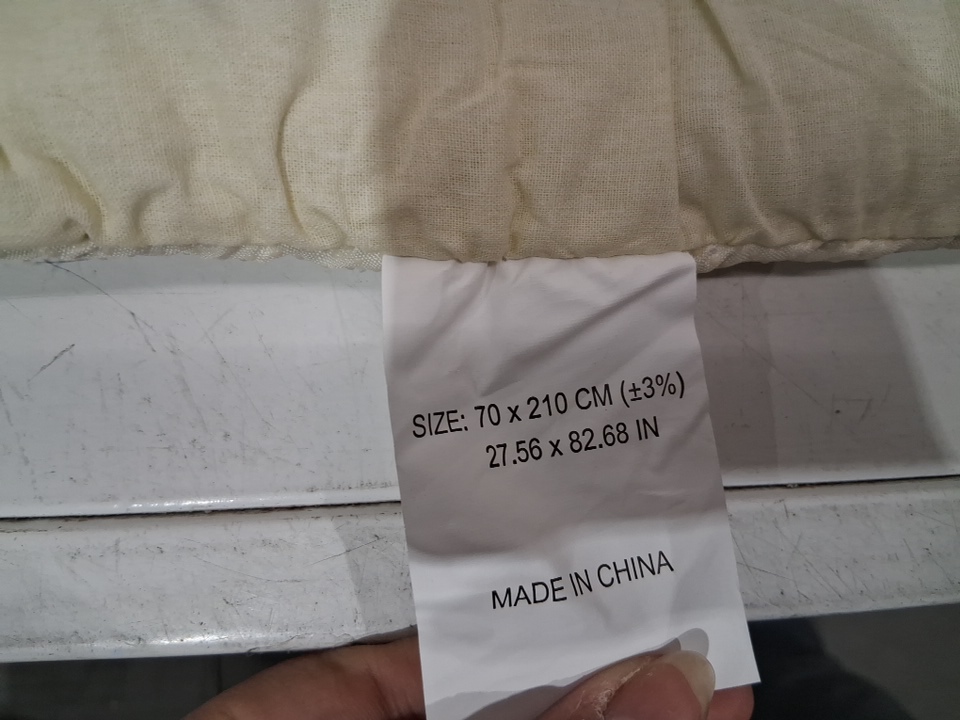 SIZE: 70 x 210 CM (±3%)
27.56 x 82.68 IN
MADE IN CHINA